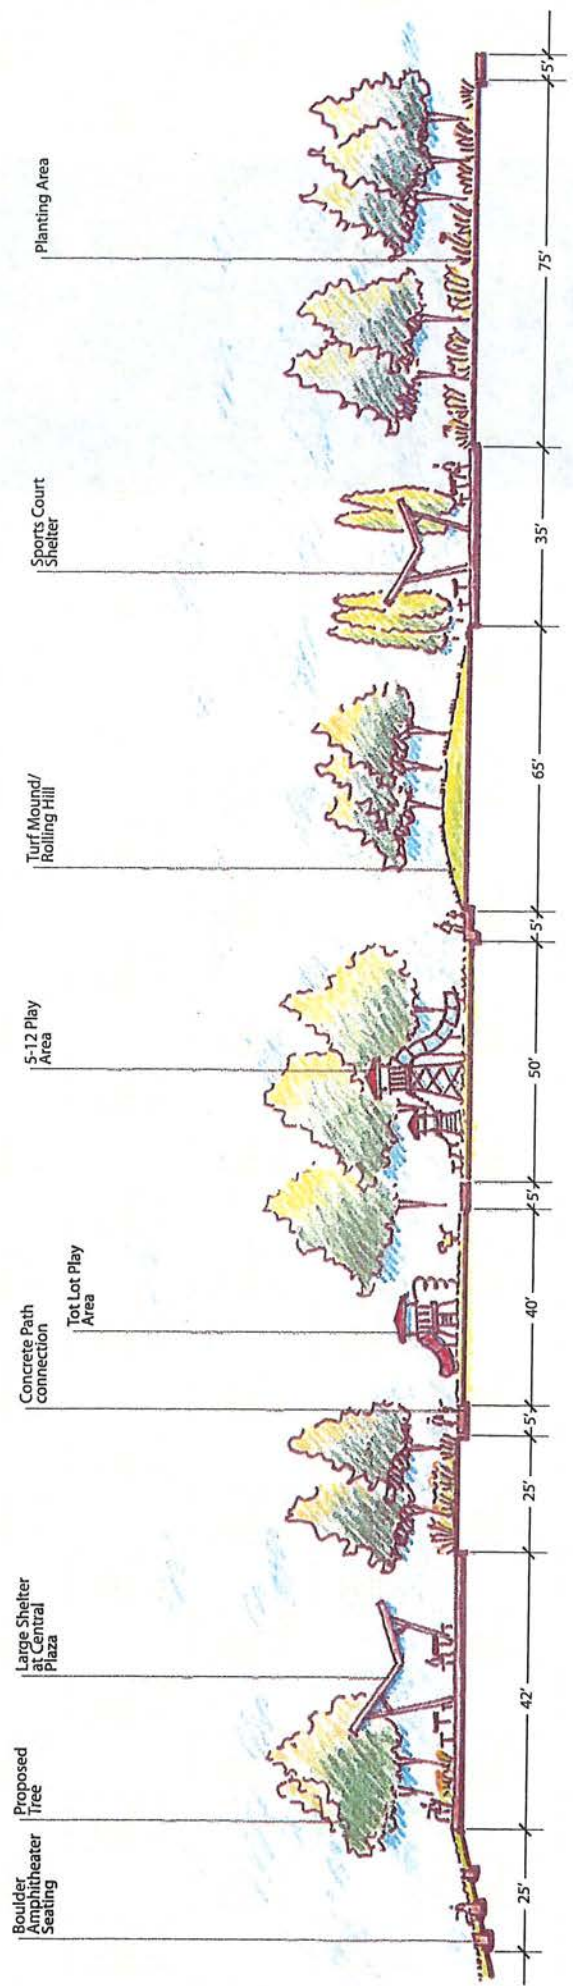 Boulder
Amphitheater
Seating
Proposed
Tree
Large Shelter
at Central
Plaza
Concrete Path
connection
Tot Lot Play
Area
5-12 Play
Area
Turf Mound/
Rolling Hill
Sports Court
Shelter
Planting Area
25'
42'
25'
5'
40'
5'
50'
5'
65'
35'
75'
5'